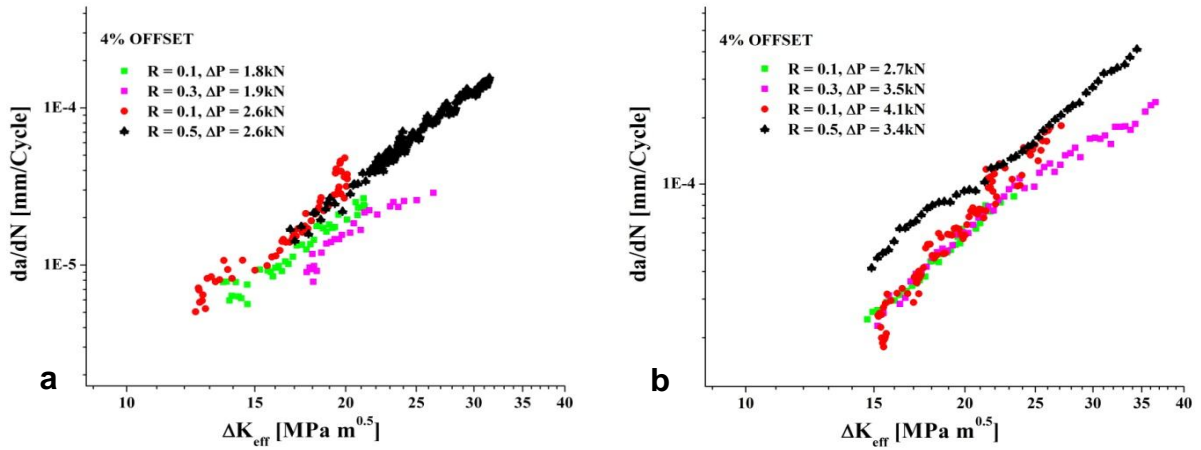 4% OFFSET
R = 0.1, ΔP = 1.8kN
R = 0.3, ΔP = 1.9kN
R = 0.1, ΔP = 2.6kN
R = 0.5, ΔP = 2.6kN
da/dN [mm/Cycle]
1E-4
1E-5
10 15 20 25 30 35 40
ΔKeff [MPa m^0.5]
a
4% OFFSET
R = 0.1, ΔP = 2.7kN
R = 0.3, ΔP = 3.5kN
R = 0.1, ΔP = 4.1kN
R = 0.5, ΔP = 3.4kN
da/dN [mm/Cycle]
1E-4
10 15 20 25 30 35 40
ΔKeff [MPa m^0.5]
b